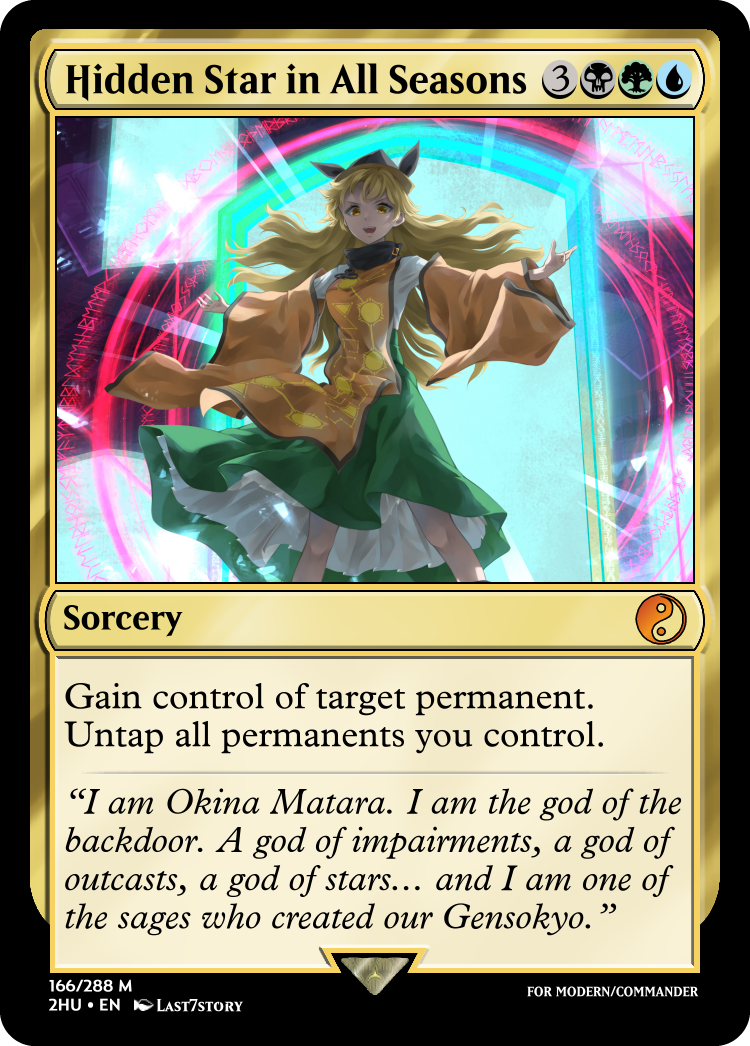 Hidden Star in All Seasons 3
Sorcery
Gain control of target permanent.
Untap all permanents you control.
“I am Okina Matara. I am the god of the
backdoor. A god of impairments, a god of
outcasts, a god of stars... and I am one of
the sages who created our Gensokyo.”
166/288 M
2HU • EN Last7story
FOR MODERN/COMMANDER